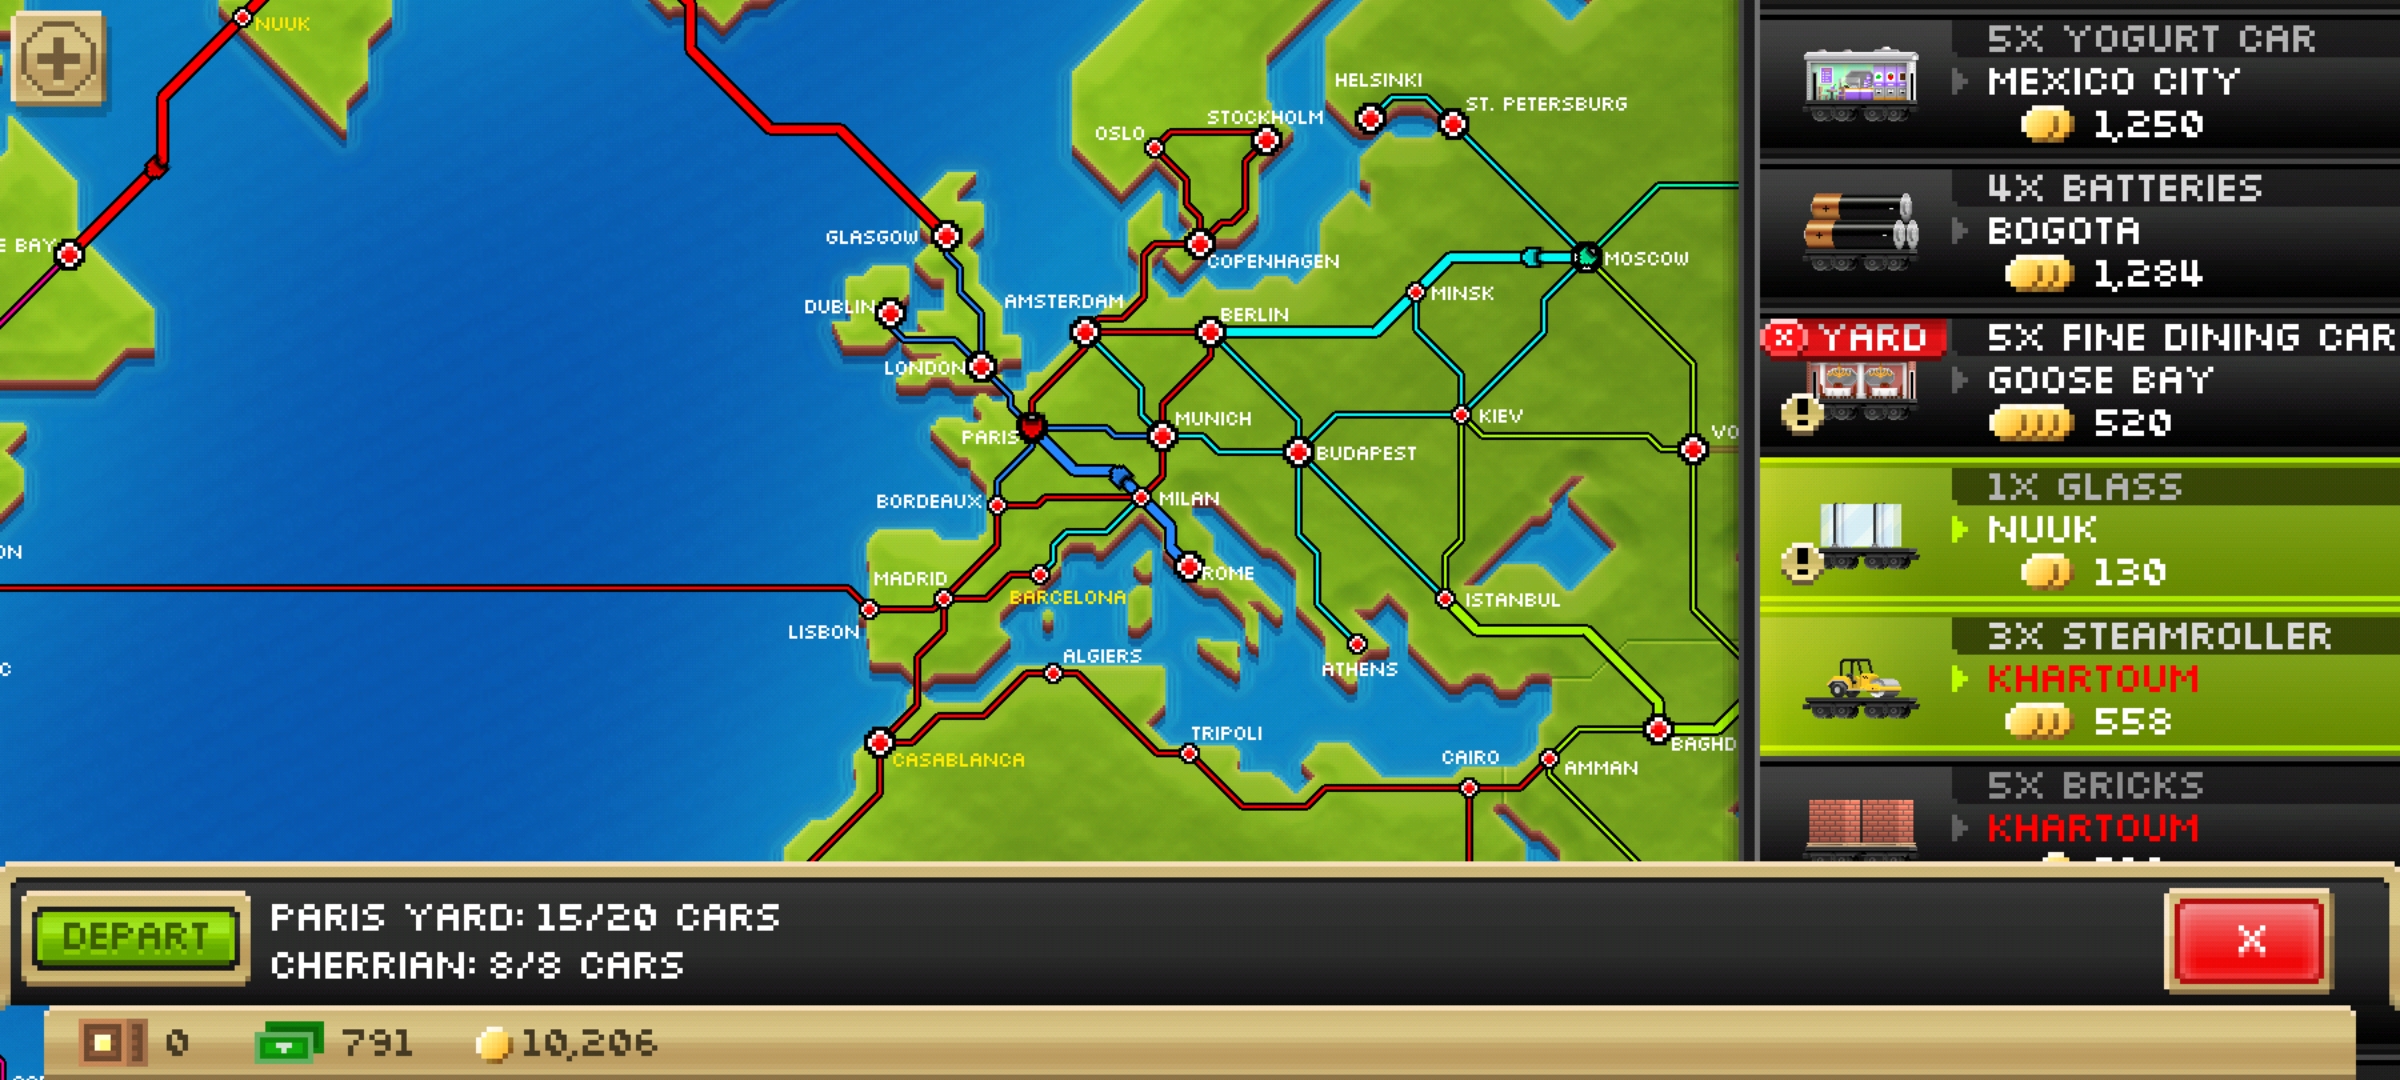 NUUK
E BAY
GLASGOW
DUBLIN
LONDON
OSLO
STOCKHOLM
HELSINKI
ST. PETERSBURG
COPENHAGEN
MOSCOW
AMSTERDAM
BERLIN
MINSK
PARIS
MUNICH
BUDAPEST
KIEV
VO
BORDEAUX
MILAN
ROME
MADRID
BARCELONA
LISBON
ISTANBUL
ATHENS
ALGIERS
TRIPOLI
CASABLANCA
CAIRO
AMMAN
BAGHD
ON
C
5X YOGURT CAR
MEXICO CITY
1,250
4X BATTERIES
BOGOTA
1,284
YARD
5X FINE DINING CAR
GOOSE BAY
520
1X GLASS
NUUK
130
3X STEAMROLLER
KHARTOUM
558
5X BRICKS
KHARTOUM
DEPART
PARIS YARD: 15/20 CARS
CHERRIAN: 8/8 CARS
X
0
791
10,206